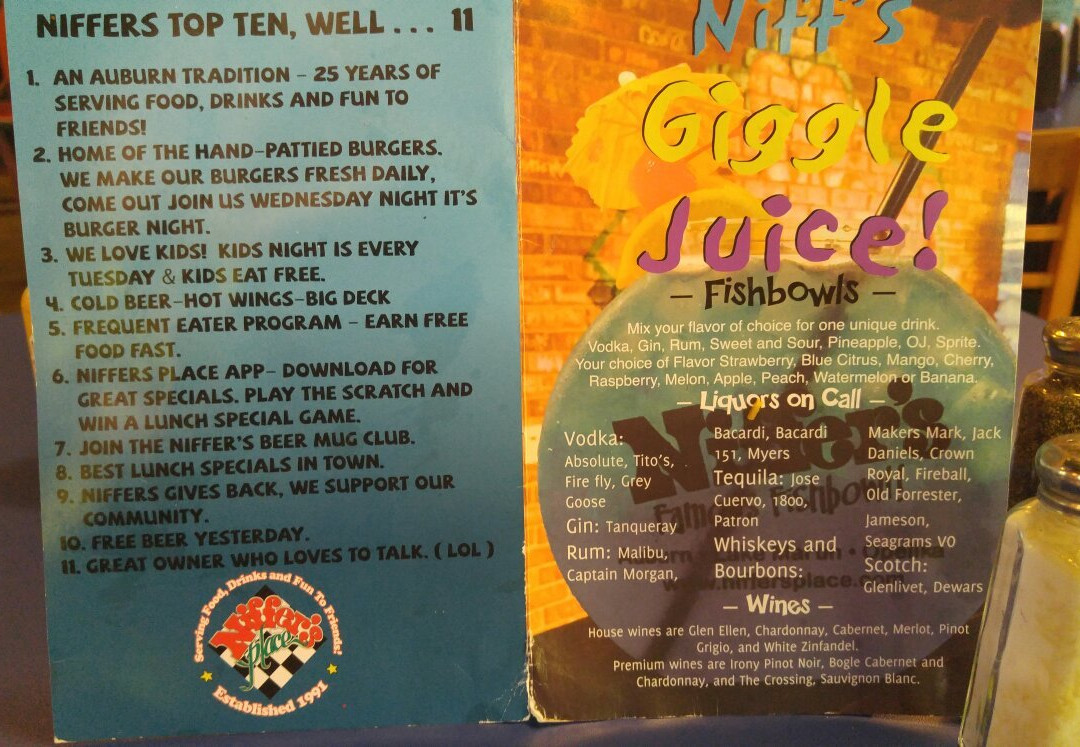 NIFFERS TOP TEN, WELL . . . 11
1. AN AUBURN TRADITION – 25 YEARS OF
SERVING FOOD, DRINKS AND FUN TO
FRIENDS!
2. HOME OF THE HAND-PATTIED BURGERS.
WE MAKE OUR BURGERS FRESH DAILY,
COME OUT JOIN US WEDNESDAY NIGHT IT'S
BURGER NIGHT.
3. WE LOVE KIDS! KIDS NIGHT IS EVERY
TUESDAY & KIDS EAT FREE.
4. COLD BEER-HOT WINGS-BIG DECK
5. FREQUENT EATER PROGRAM – EARN FREE
FOOD FAST.
6. NIFFERS PLACE APP- DOWNLOAD FOR
GREAT SPECIALS. PLAY THE SCRATCH AND
WIN A LUNCH SPECIAL GAME.
7. JOIN THE NIFFER'S BEER MUG CLUB.
8. BEST LUNCH SPECIALS IN TOWN.
9. NIFFERS GIVES BACK, WE SUPPORT OUR
COMMUNITY.
10. FREE BEER YESTERDAY.
11. GREAT OWNER WHO LOVES TO TALK. ( LOL )
Serving Food, Drinks and Fun To Friends!
Niffer's
place
Established 1991
Niff's
Giggle
Juice!
– Fishbowls –
Mix your flavor of choice for one unique drink.
Vodka, Gin, Rum, Sweet and Sour, Pineapple, OJ, Sprite.
Your choice of Flavor Strawberry, Blue Citrus, Mango, Cherry,
Raspberry, Melon, Apple, Peach, Watermelon or Banana.
– Liquors on Call –
Vodka:
Absolute, Tito's,
Fire fly, Grey
Goose
Gin: Tanqueray
Rum: Malibu,
Captain Morgan,
Bacardi, Bacardi
151, Myers
Tequila: Jose
Cuervo, 1800,
Patron
Whiskeys and
Bourbons:
Makers Mark, Jack
Daniels, Crown
Royal, Fireball,
Old Forrester,
Jameson,
Seagrams VO
Scotch:
Glenlivet, Dewars
Niffer's
Famous Fishbowl
www.niffersplace.com
– Wines –
House wines are Glen Ellen, Chardonnay, Cabernet, Merlot, Pinot
Grigio, and White Zinfandel.
Premium wines are Irony Pinot Noir, Bogle Cabernet and
Chardonnay, and The Crossing, Sauvignon Blanc.